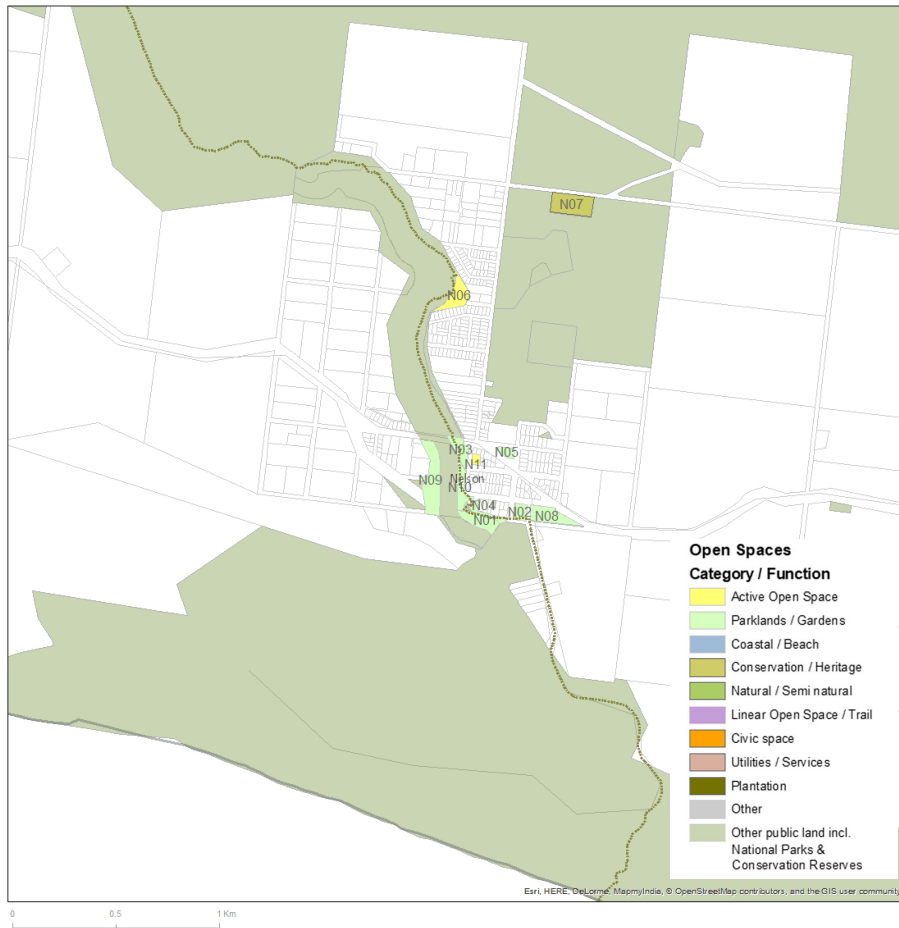 N07
N06
N03
N05
N11
N09
Nelson
N10
N04
N02
N08
N01
Open Spaces
Category / Function
Active Open Space
Parklands / Gardens
Coastal / Beach
Conservation / Heritage
Natural / Semi natural
Linear Open Space / Trail
Civic space
Utilities / Services
Plantation
Other
Other public land incl.
National Parks &
Conservation Reserves
Esri, HERE, DeLorme, MapmyIndia, © OpenStreetMap contributors, and the GIS user community
0 0.5 1 Km